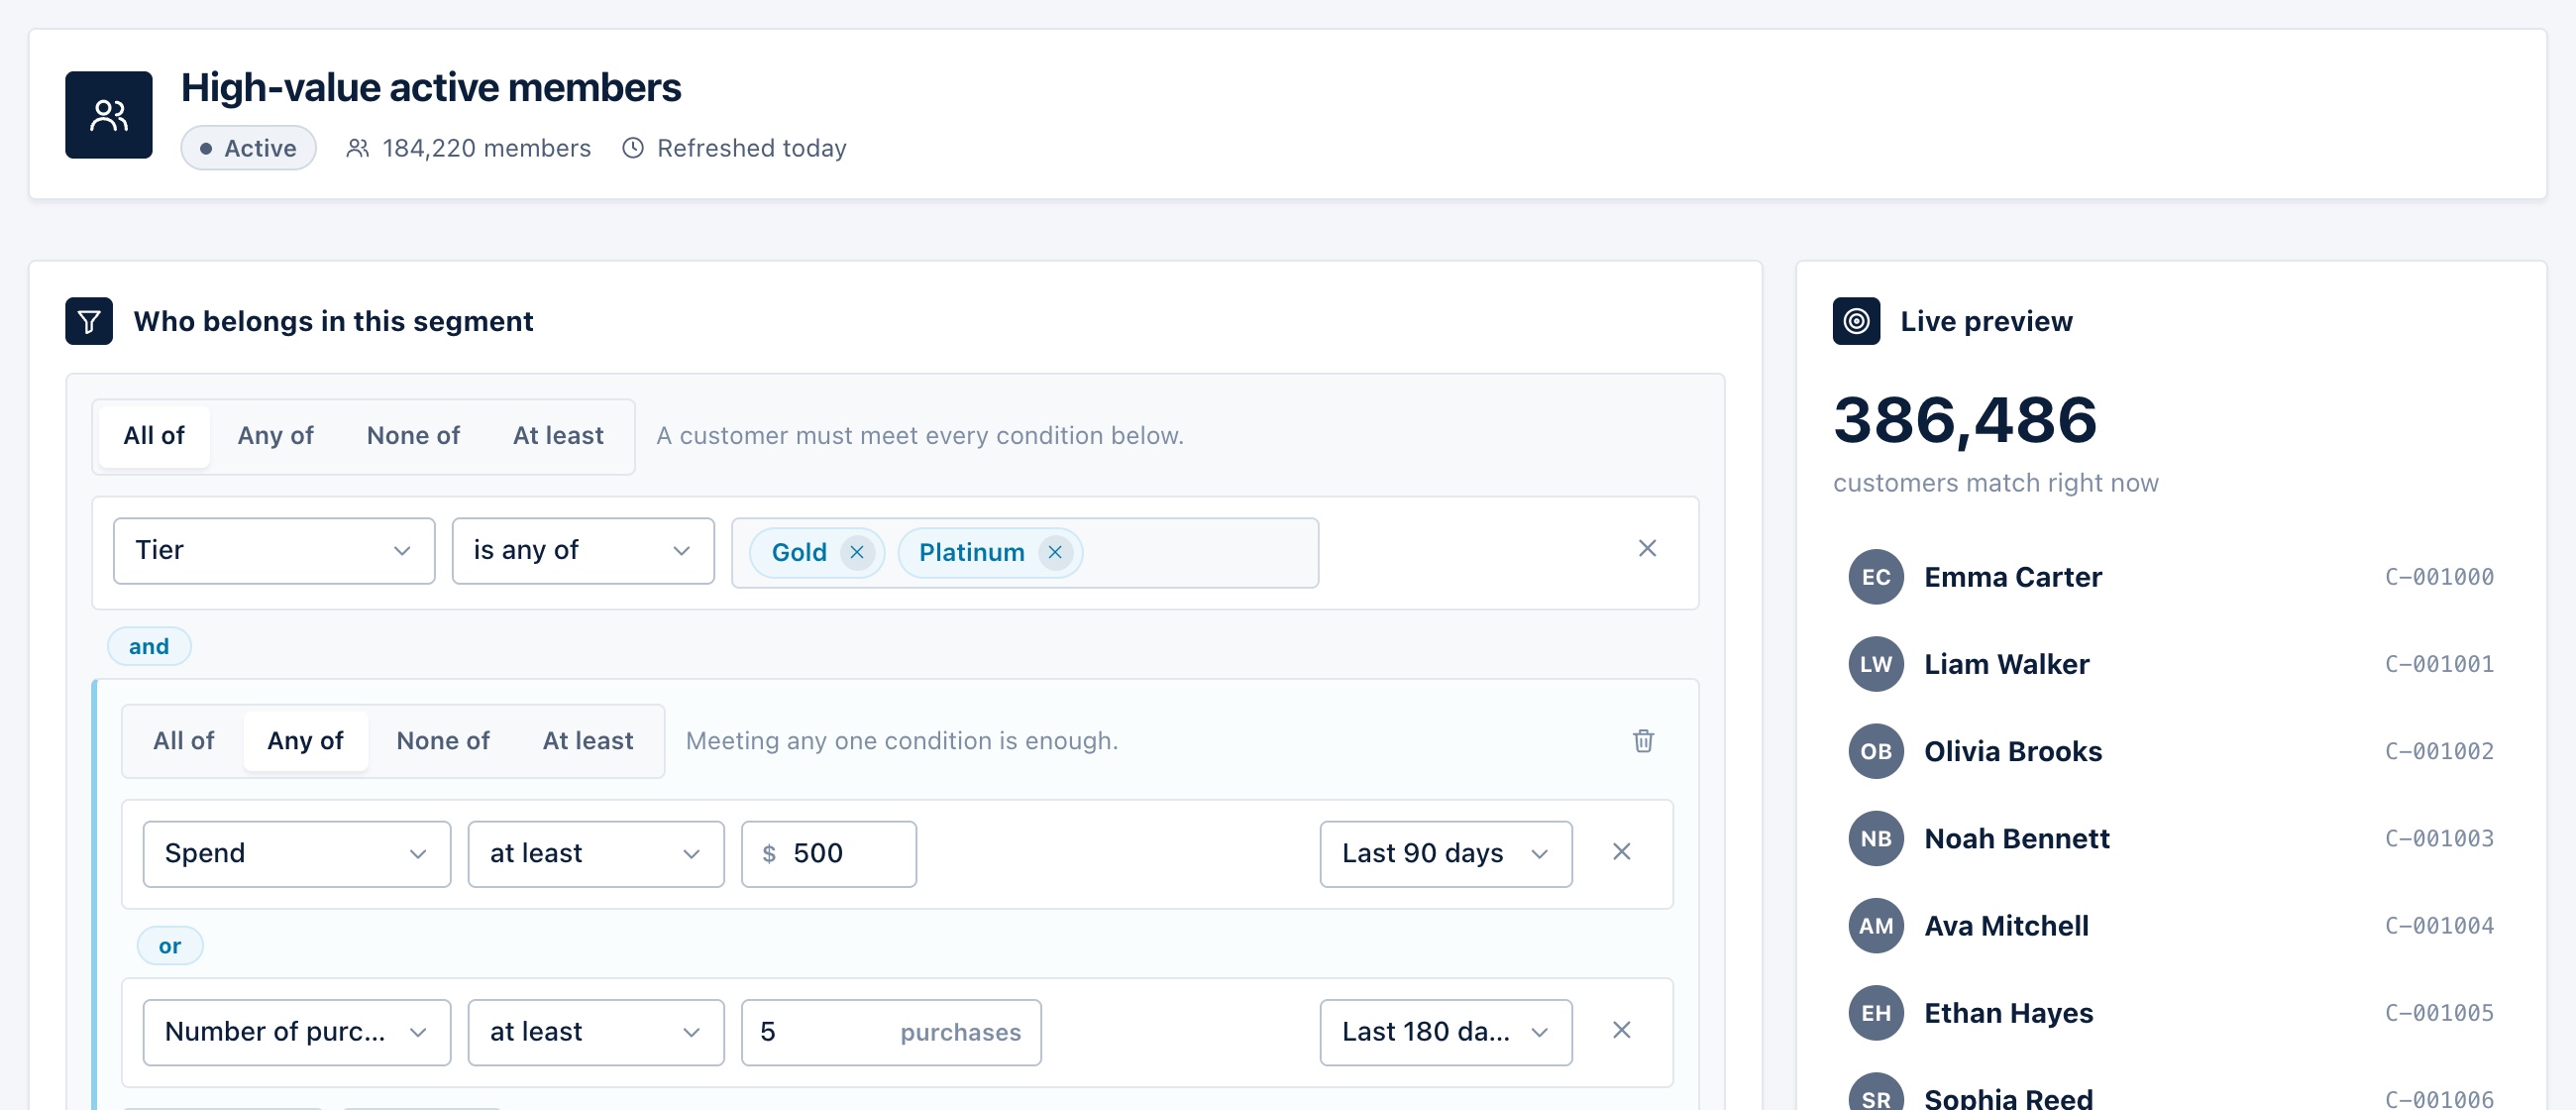 High-value active members
Active 184,220 members Refreshed today
Who belongs in this segment
All of Any of None of At least A customer must meet every condition below.
Tier is any of Gold Platinum
and
All of Any of None of At least Meeting any one condition is enough.
Spend at least $ 500 Last 90 days
or
Number of purc... at least 5 purchases Last 180 da...
Live preview
386,486
customers match right now
EC Emma Carter C-001000
LW Liam Walker C-001001
OB Olivia Brooks C-001002
NB Noah Bennett C-001003
AM Ava Mitchell C-001004
EH Ethan Hayes C-001005
SR Sophia Reed C-001006